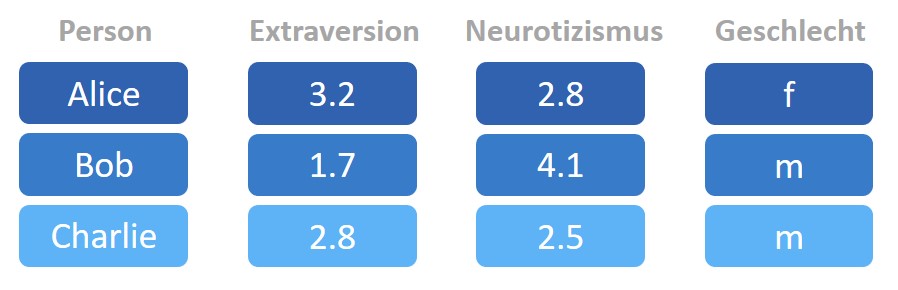 Person Extraversion Neurotizismus Geschlecht
Alice 3.2 2.8 f
Bob 1.7 4.1 m
Charlie 2.8 2.5 m